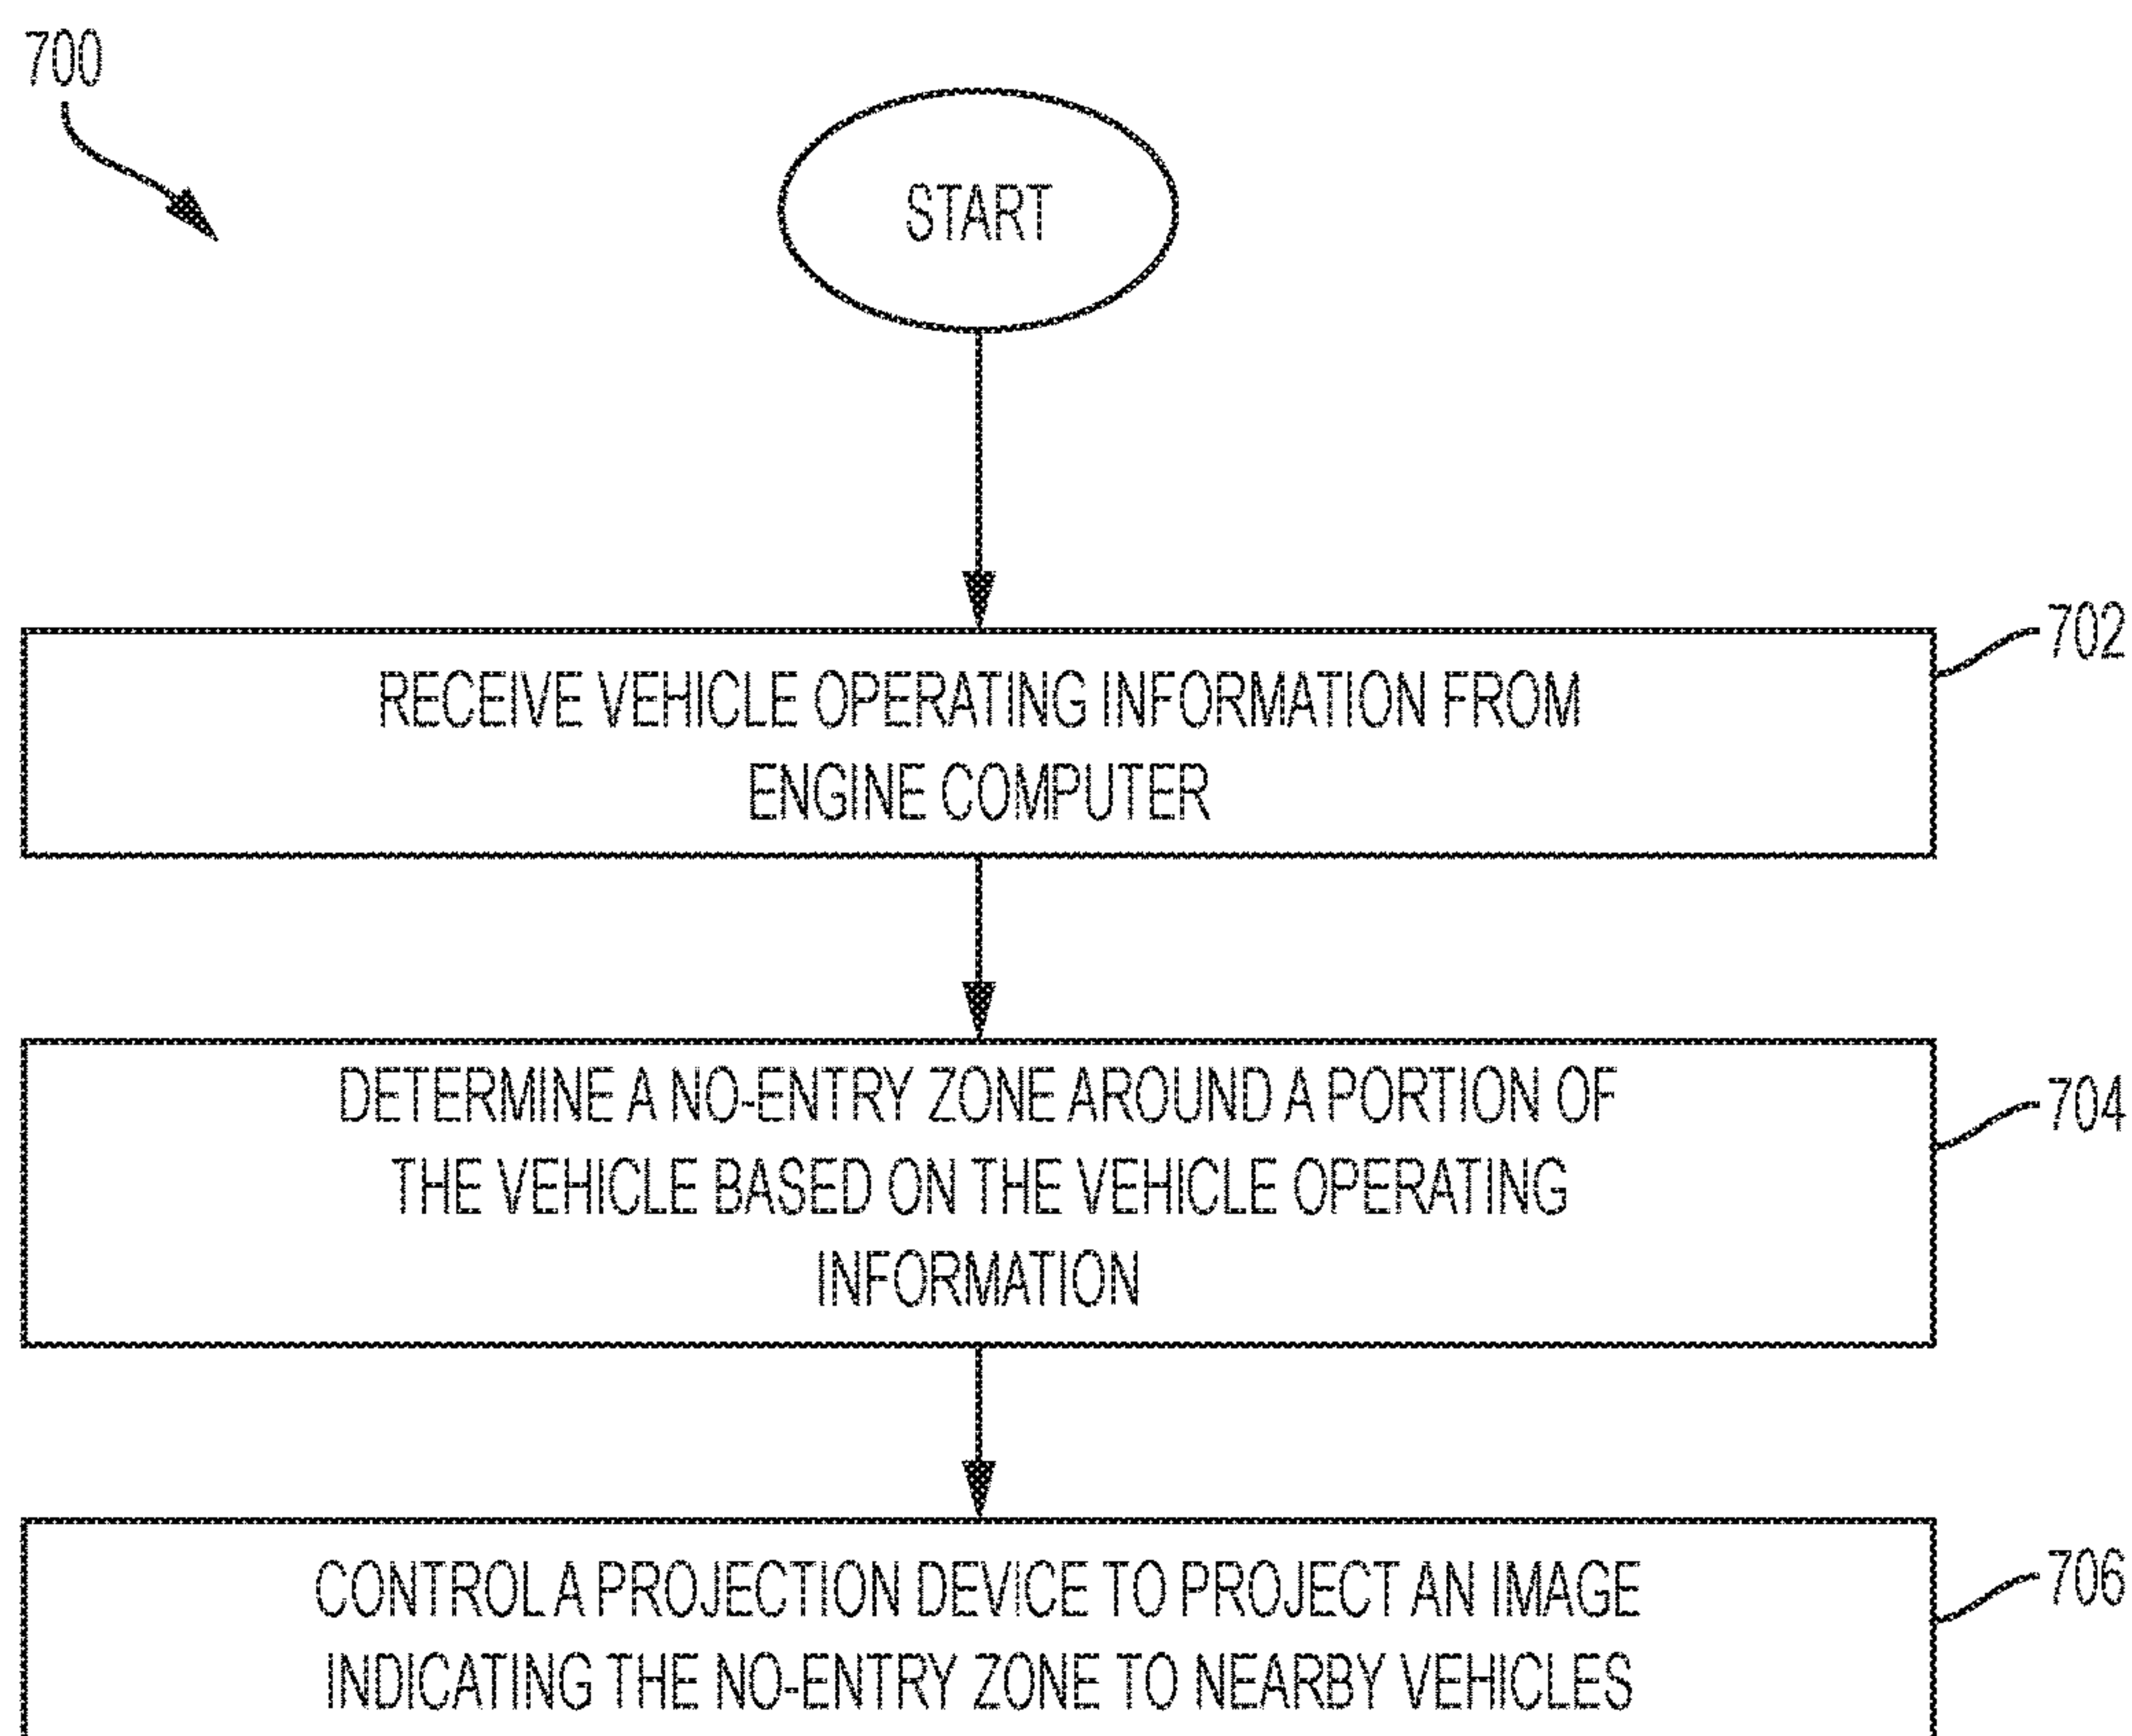 700
START
702
RECEIVE VEHICLE OPERATING INFORMATION FROM
ENGINE COMPUTER
704
DETERMINE A NO-ENTRY ZONE AROUND A PORTION OF
THE VEHICLE BASED ON THE VEHICLE OPERATING
INFORMATION
706
CONTROL A PROJECTION DEVICE TO PROJECT AN IMAGE
INDICATING THE NO-ENTRY ZONE TO NEARBY VEHICLES